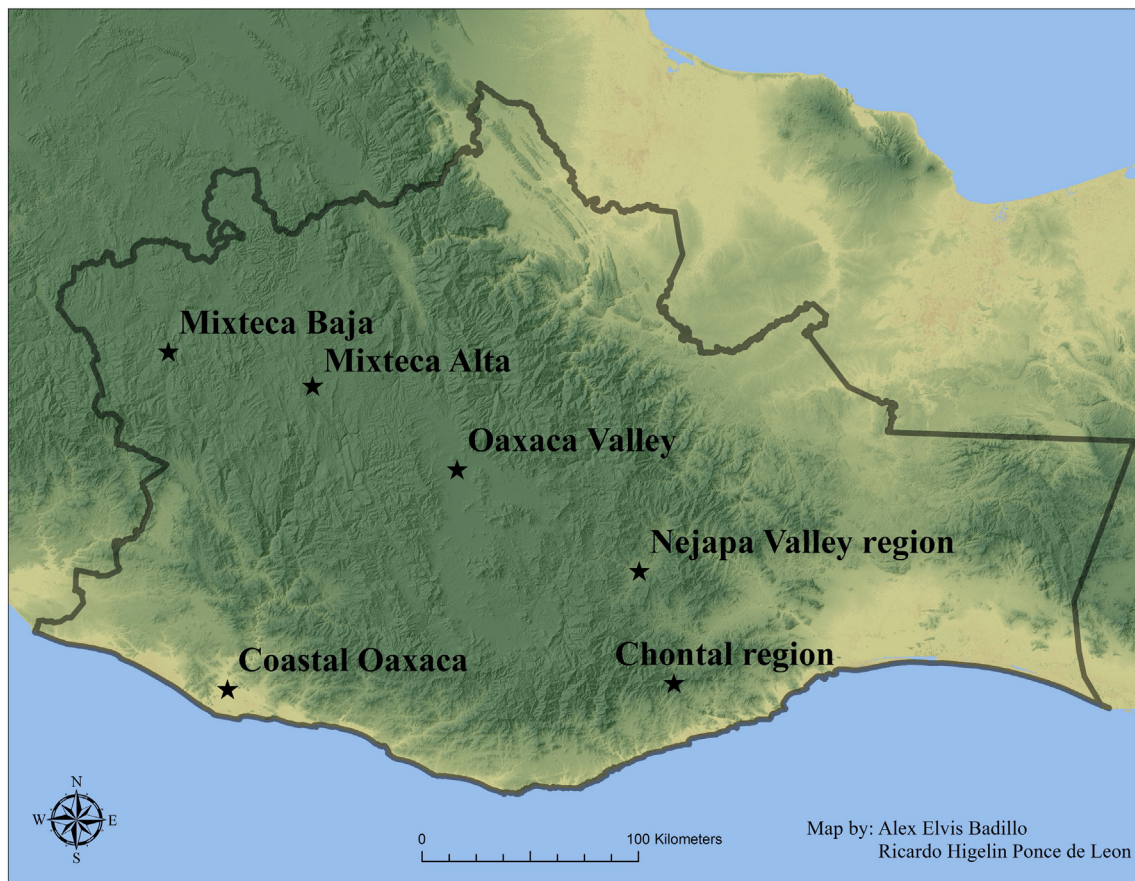 Mixteca Baja
Mixteca Alta
Oaxaca Valley
Nejapa Valley region
Coastal Oaxaca
Chontal region
N
W E
S
0 100 Kilometers
Map by: Alex Elvis Badillo
Ricardo Higelin Ponce de Leon